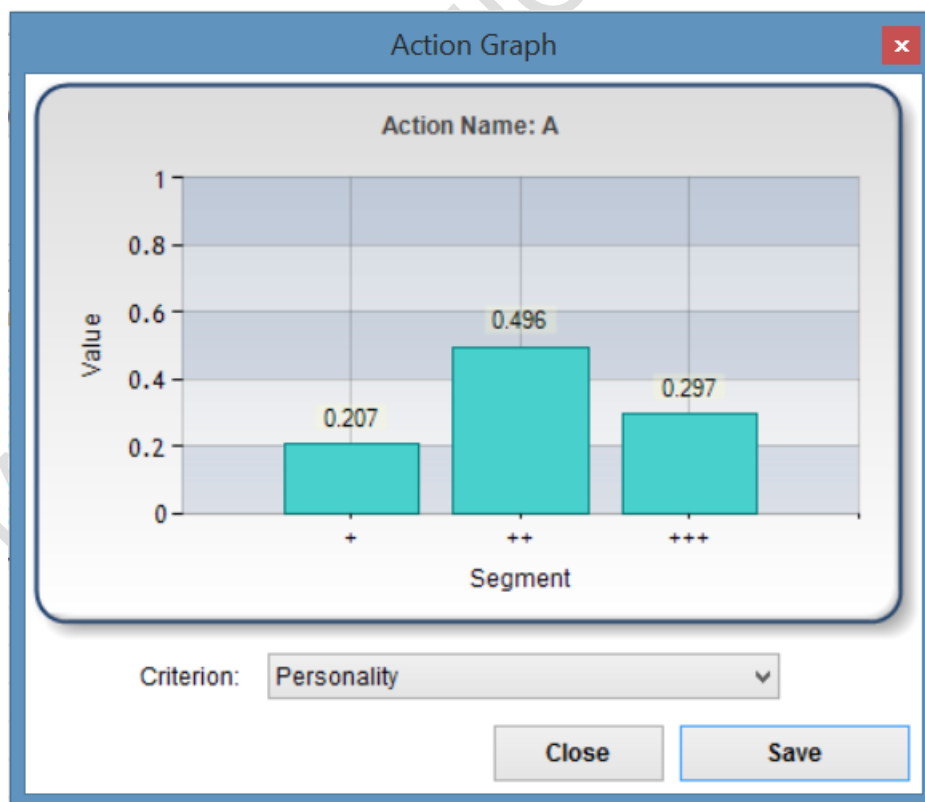 Action Graph
x
Action Name: A
1
0.8
0.6
0.4
0.2
0
Value
0.207
0.496
0.297
+
++
+++
Segment
Criterion: Personality
Close Save